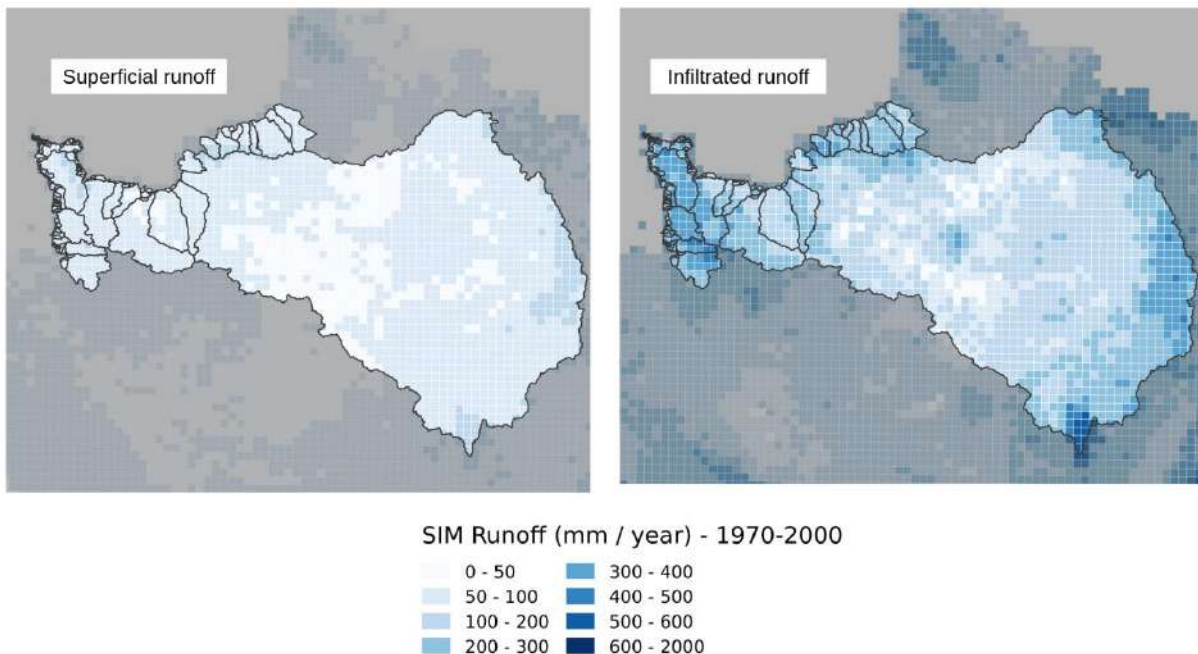 Superficial runoff
Infiltrated runoff
SIM Runoff (mm / year) - 1970-2000
0 - 50
50 - 100
100 - 200
200 - 300
300 - 400
400 - 500
500 - 600
600 - 2000